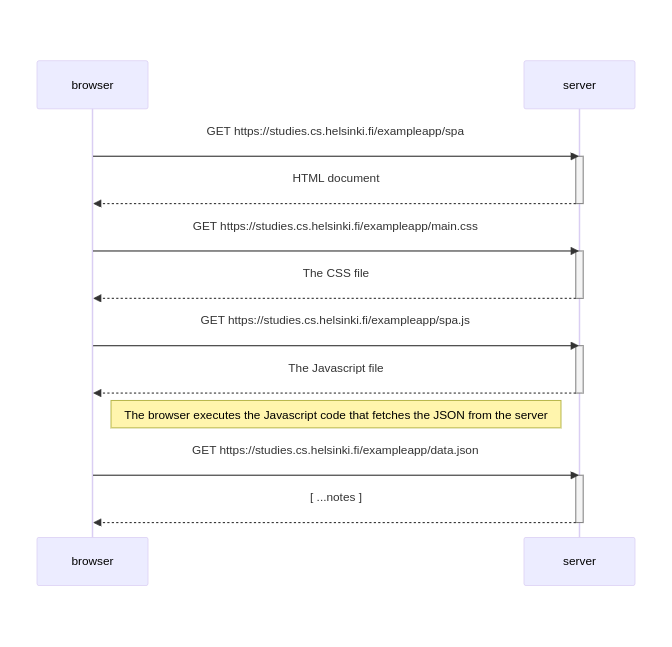 browser
server
GET https://studies.cs.helsinki.fi/exampleapp/spa
HTML document
GET https://studies.cs.helsinki.fi/exampleapp/main.css
The CSS file
GET https://studies.cs.helsinki.fi/exampleapp/spa.js
The Javascript file
The browser executes the Javascript code that fetches the JSON from the server
GET https://studies.cs.helsinki.fi/exampleapp/data.json
[ ...notes ]
browser
server